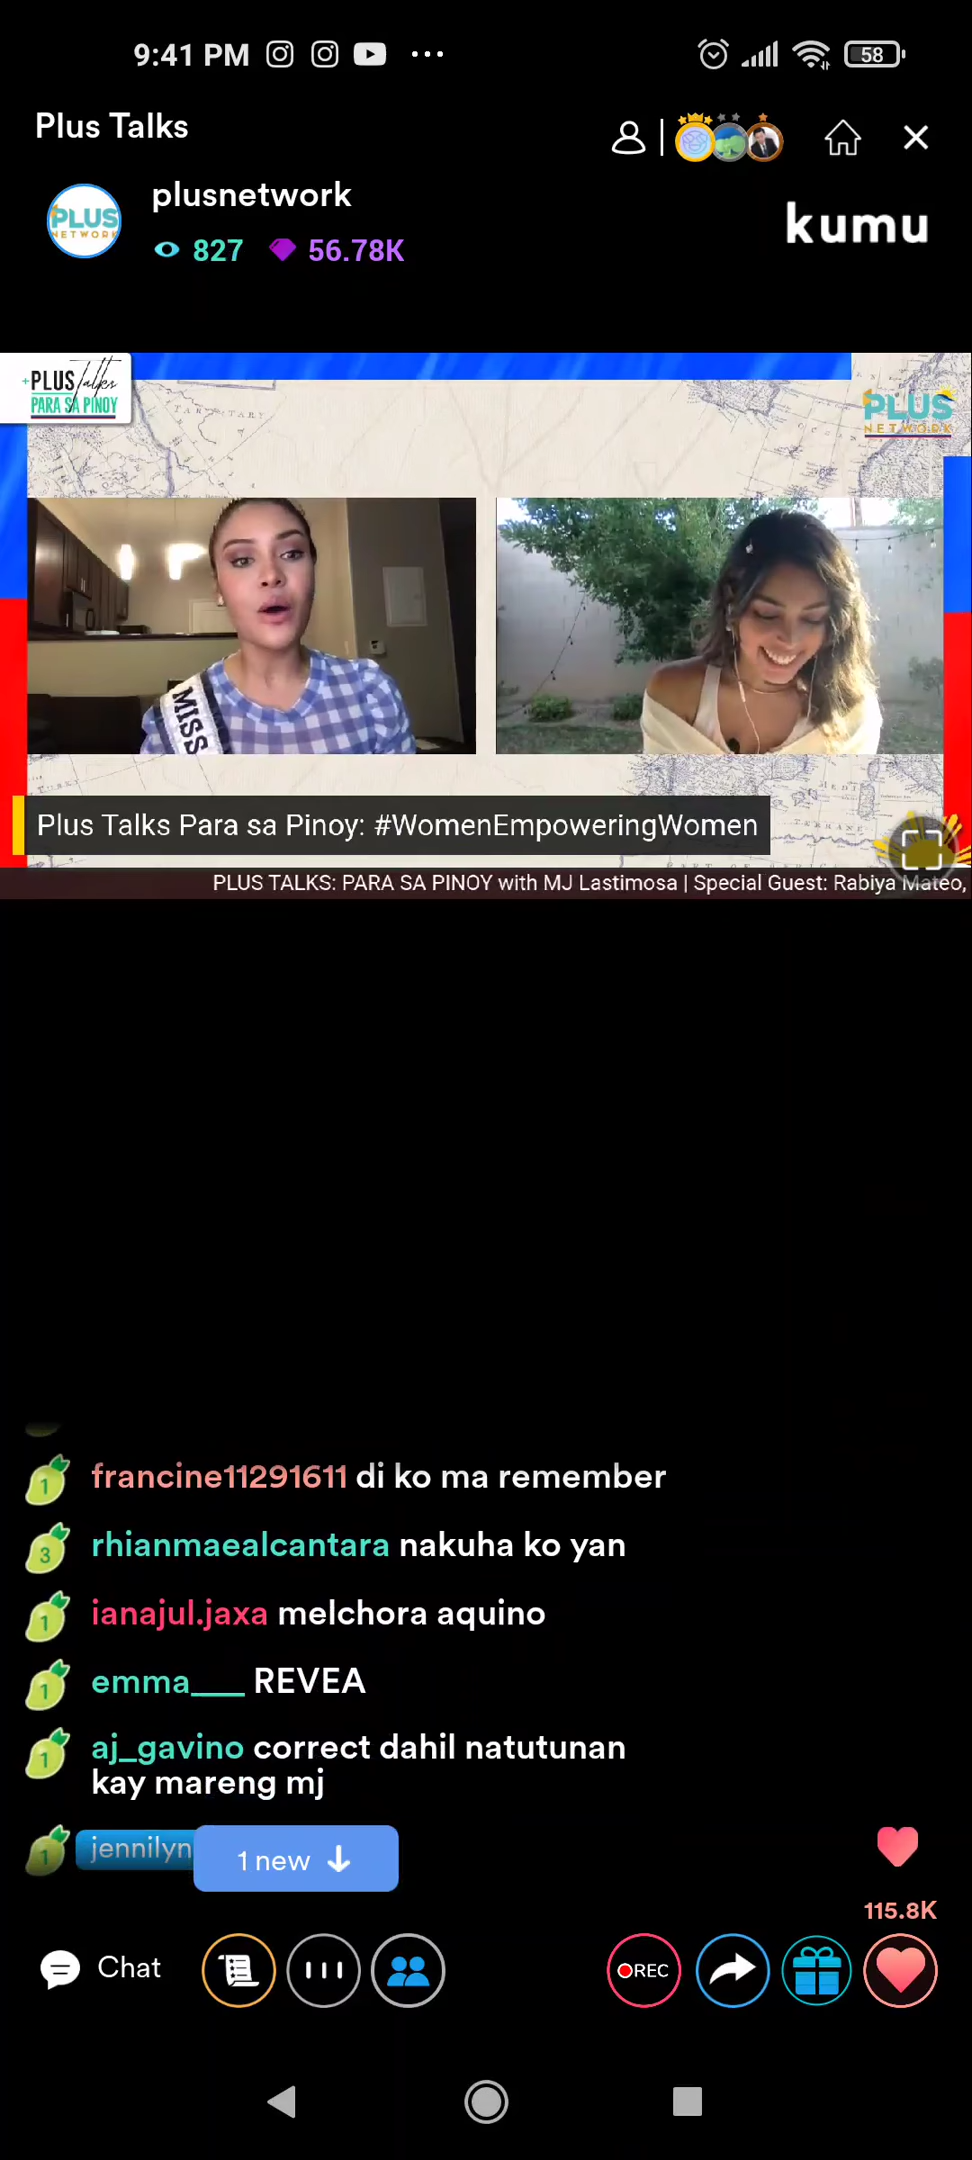 9:41 PM
58
Plus Talks
plusnetwork
PLUS
NETWORK
827
56.78K
kumu
+PLUS Talks
PARA SA PINOY
PLUS
NETWORK
MISS
Plus Talks Para sa Pinoy: #WomenEmpoweringWomen
PLUS TALKS: PARA SA PINOY with MJ Lastimosa | Special Guest: Rabiya Mateo,
1 francine11291611 di ko ma remember
3 rhianmaealcantara nakuha ko yan
1 ianajul.jaxa melchora aquino
1 emma___ REVEA
1 aj_gavino correct dahil natutunan
kay mareng mj
1 jennilyn
1 new
115.8K
Chat
REC